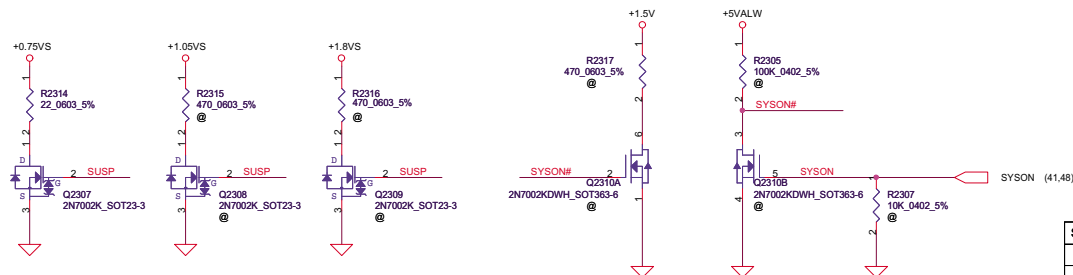 +0.75VS
1
R2314
22_0603_5%
2
1
D
2
SUSP
G
S
Q2307
2N7002K_SOT23-3
3
+1.05VS
1
R2315
470_0603_5%
@
2
1
D
2
SUSP
G
S
Q2308
2N7002K_SOT23-3
@
3
+1.8VS
1
R2316
470_0603_5%
@
2
1
D
2
SUSP
G
S
Q2309
2N7002K_SOT23-3
@
3
+1.5V
1
R2317
470_0603_5%
@
2
6
SYSON#
2
Q2310A
2N7002KDWH_SOT363-6
@
1
+5VALW
1
R2305
100K_0402_5%
@
2
SYSON#
3
5
SYSON
Q2310B
2N7002KDWH_SOT363-6
@
4
1
R2307
10K_0402_5%
@
2
SYSON (41,48)